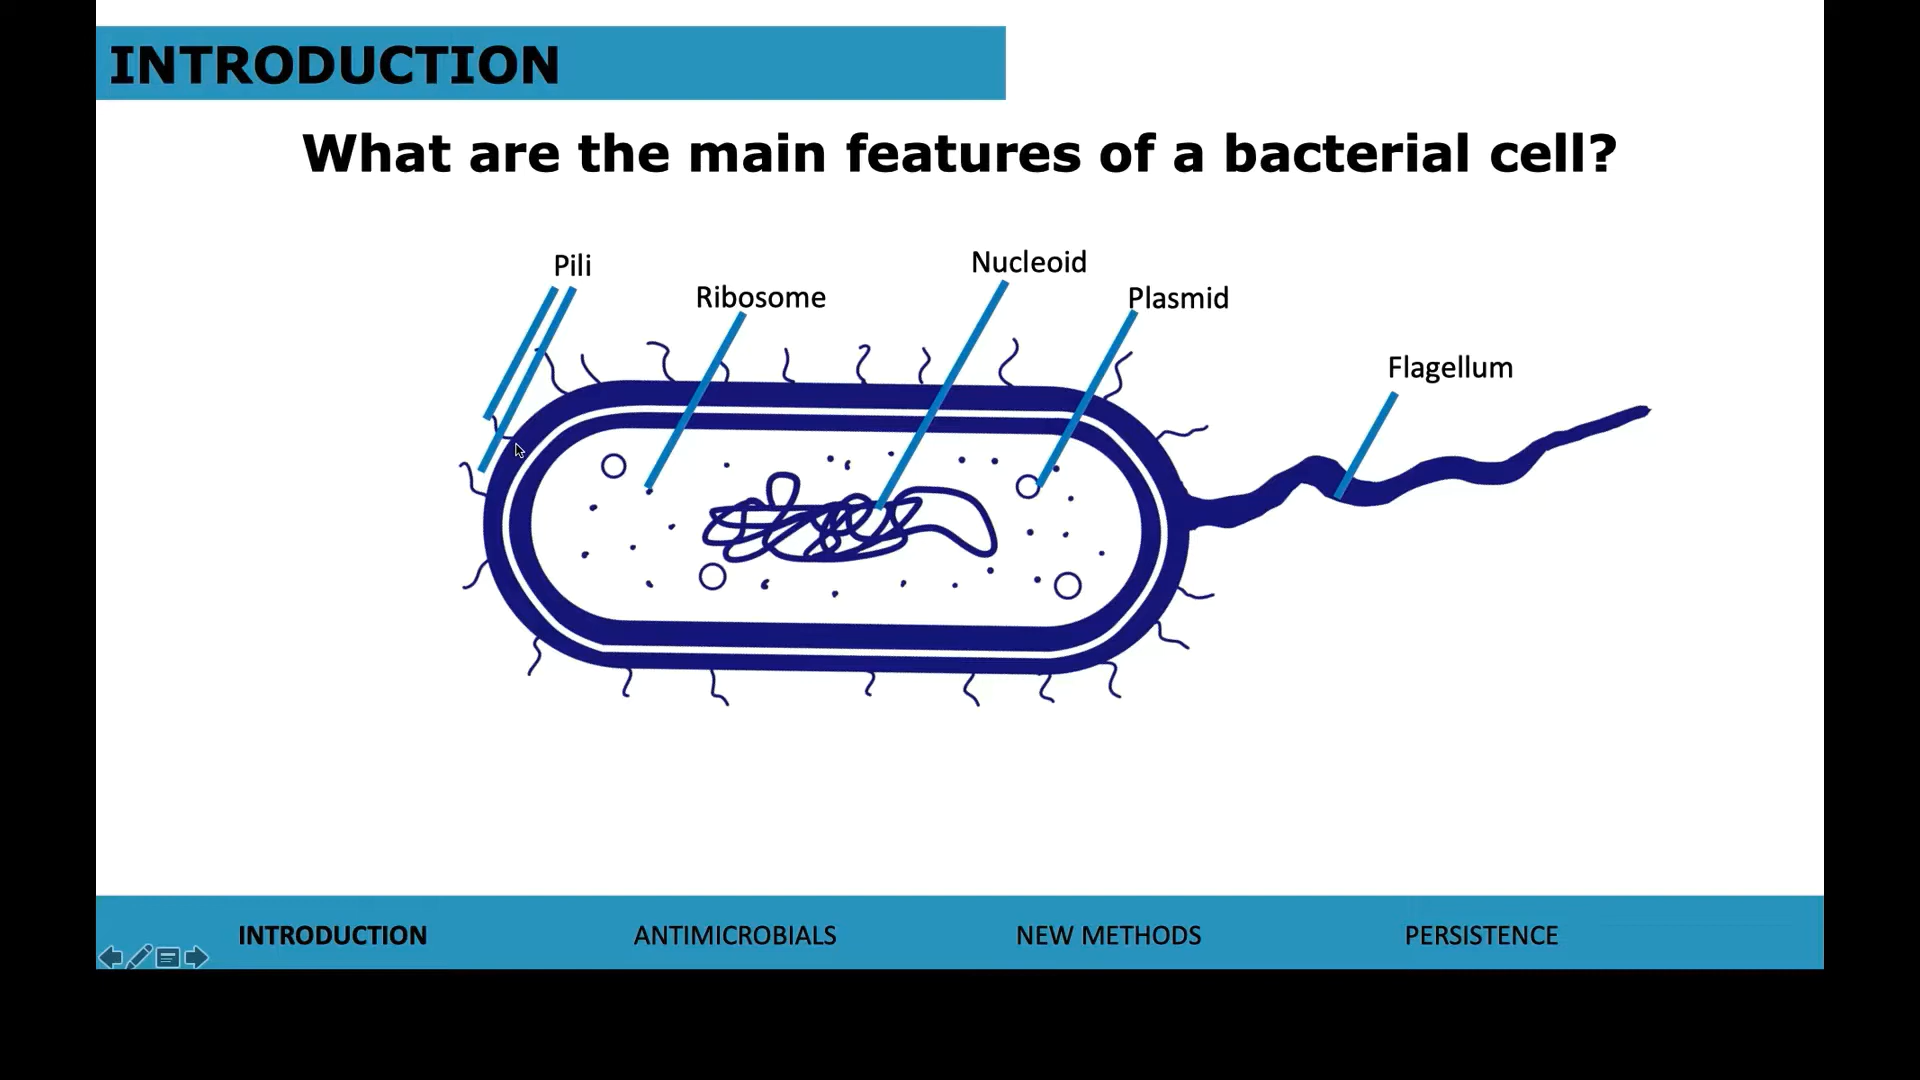 INTRODUCTION
What are the main features of a bacterial cell?
Pili
Nucleoid
Ribosome
Plasmid
Flagellum
INTRODUCTION
ANTIMICROBIALS
NEW METHODS
PERSISTENCE